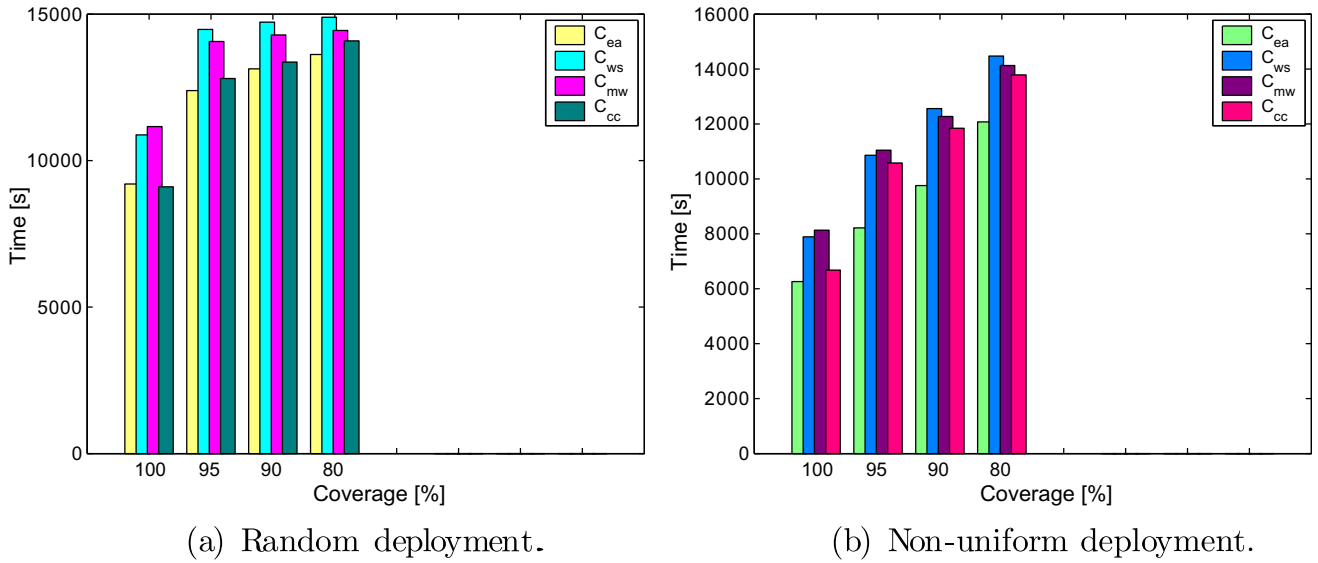 15000
10000
5000
0
Time [s]
100 95 90 80
Coverage [%]
C_ea
C_ws
C_mw
C_cc
(a) Random deployment.
16000
14000
12000
10000
8000
6000
4000
2000
0
Time [s]
100 95 90 80
Coverage [%]
C_ea
C_ws
C_mw
C_cc
(b) Non-uniform deployment.